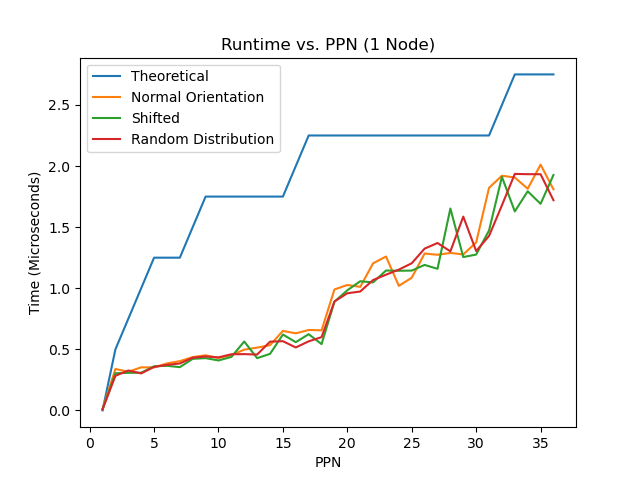 Runtime vs. PPN (1 Node)
Theoretical
Normal Orientation
Shifted
Random Distribution
Time (Microseconds)
2.5
2.0
1.5
1.0
0.5
0.0
0 5 10 15 20 25 30 35
PPN